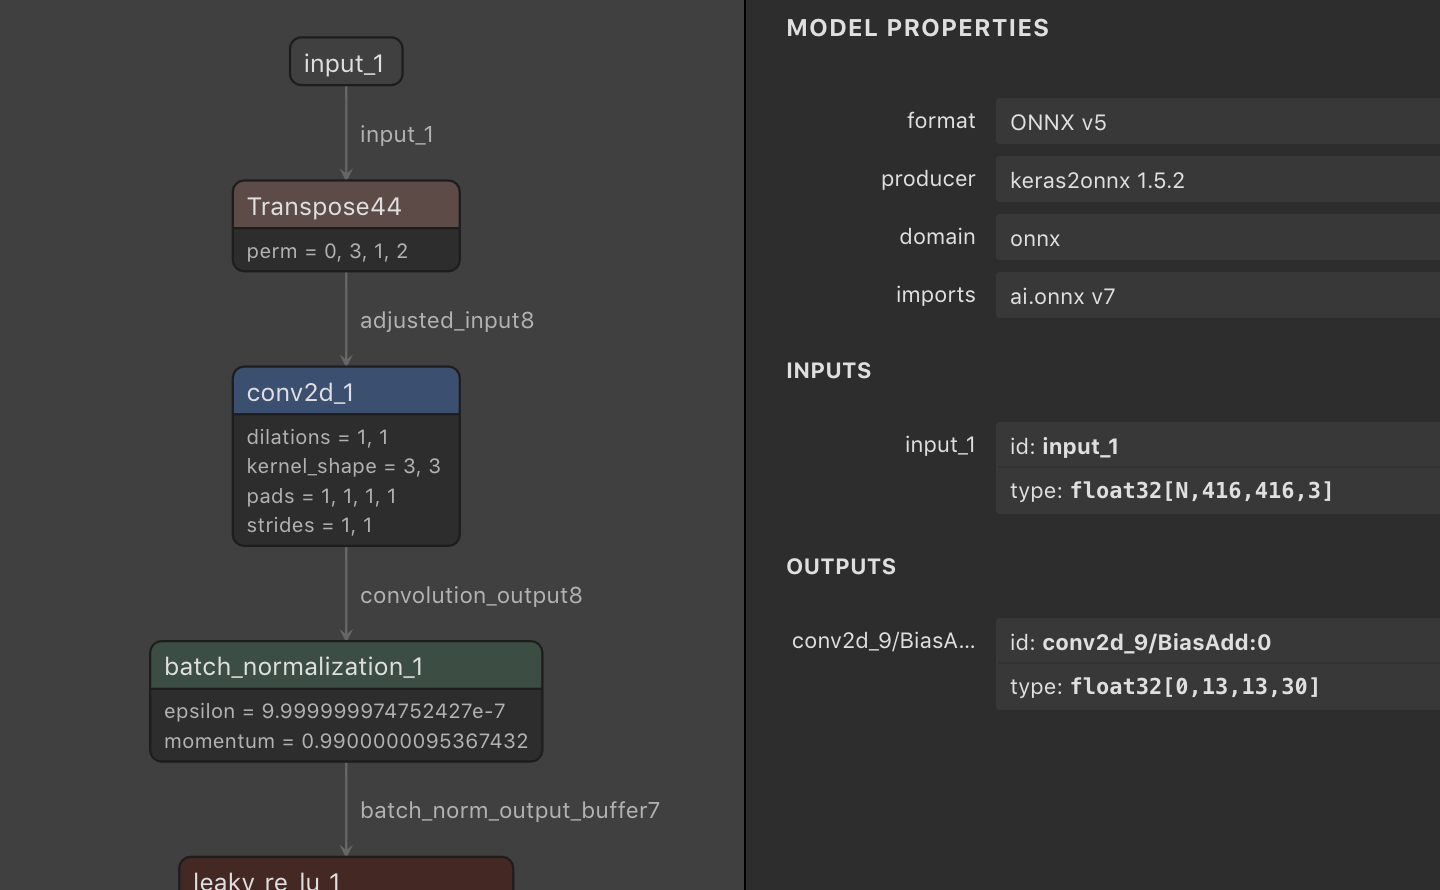 input_1
input_1
Transpose44
perm = 0, 3, 1, 2
adjusted_input8
conv2d_1
dilations = 1, 1
kernel_shape = 3, 3
pads = 1, 1, 1, 1
strides = 1, 1
convolution_output8
batch_normalization_1
epsilon = 9.999999974752427e-7
momentum = 0.9900000095367432
batch_norm_output_buffer7
leaky_re_lu_1
MODEL PROPERTIES
format ONNX v5
producer keras2onnx 1.5.2
domain onnx
imports ai.onnx v7
INPUTS
input_1 id: input_1
type: float32[N,416,416,3]
OUTPUTS
conv2d_9/BiasA... id: conv2d_9/BiasAdd:0
type: float32[0,13,13,30]